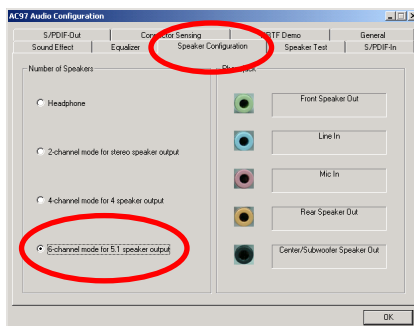 AC97 Audio Configuration
S/PDIF-Out
Sensing
Demo
General
Sound Effect
Equalizer
Speaker Configuration
Speaker Test
S/PDIF-In
Number of Speakers
Headphone
2-channel mode for stereo speaker output
4-channel mode for 4 speaker output
6-channel mode for 5.1 speaker output
Front Speaker Out
Line In
Mic In
Rear Speaker Out
Center/Subwoofer Speaker Out
OK